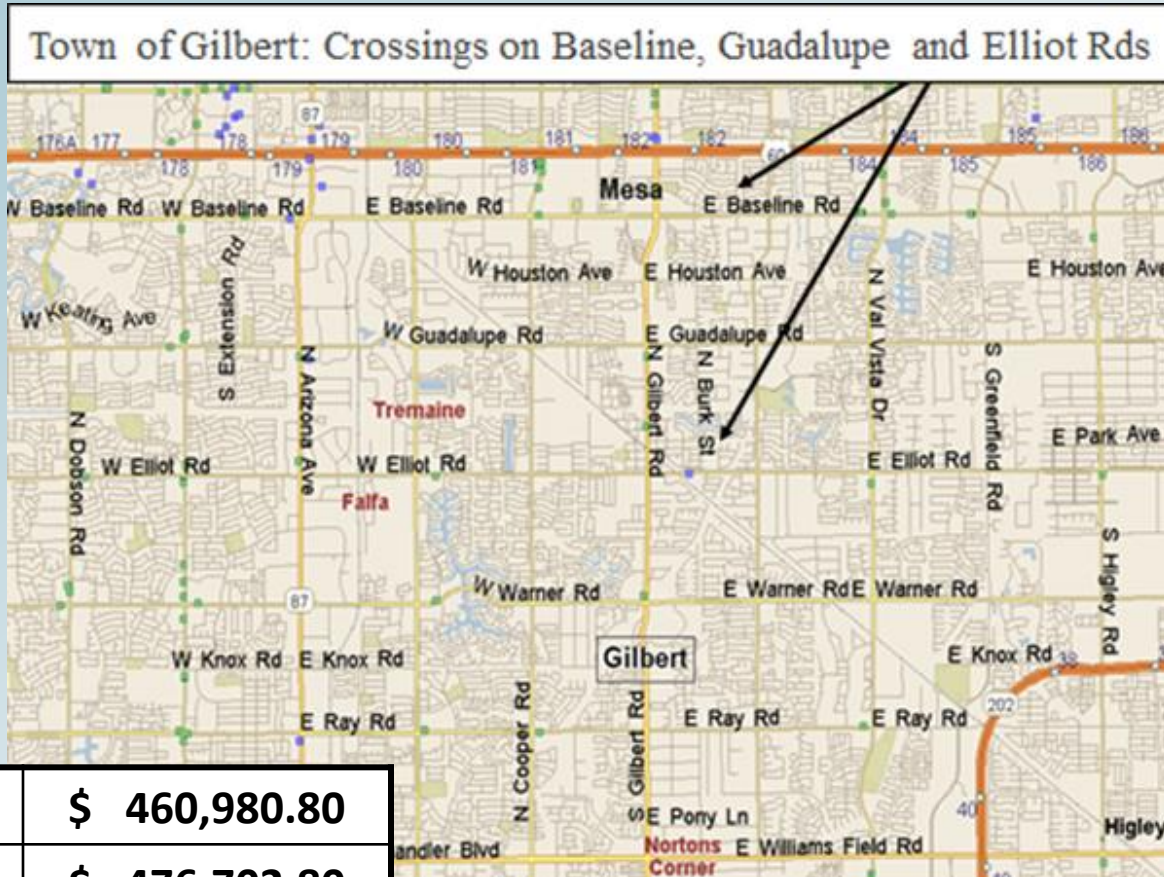 Town of Gilbert: Crossings on Baseline, Guadalupe and Elliot Rds
87
176A 177 178 179 180 181 182 182 184 185 186
178 179 180 181 60 184 185 186
Mesa
W Baseline Rd W Baseline Rd E Baseline Rd E Baseline Rd
S Extension Rd
W Houston Ave E Houston Ave E Houston Ave
W Keating Ave
W Guadalupe Rd E Guadalupe Rd
N Arizona Ave
N Gilbert Rd
N Burk St
N Val Vista Dr
S Greenfield Rd
Tremaine
N Dobson Rd
E Park Ave
W Elliot Rd W Elliot Rd E Elliot Rd
Falfa
S Higley Rd
W Warner Rd E Warner Rd E Warner Rd
87
W Knox Rd E Knox Rd Gilbert E Knox Rd 38
202
N Cooper Rd
S Gilbert Rd
E Ray Rd E Ray Rd E Ray Rd
$ 460,980.80
E Pony Ln
40
Higley
andler Blvd Nortons Corner E Williams Field Rd